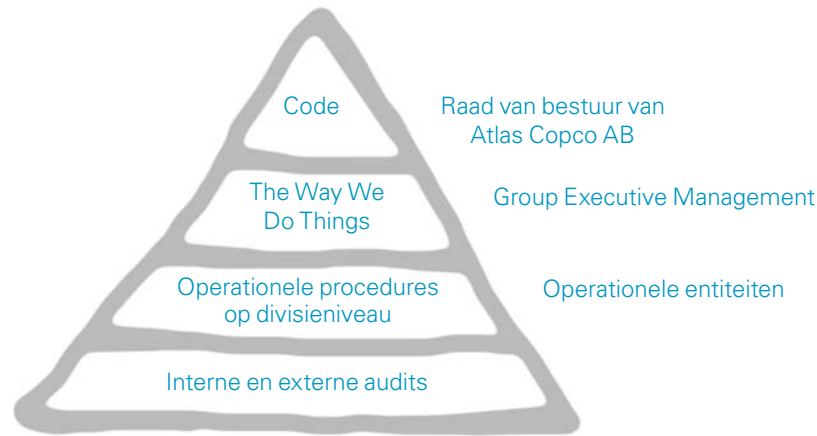 Code
Raad van bestuur van
Atlas Copco AB
The Way We
Do Things
Group Executive Management
Operationele procedures
op divisieniveau
Operationele entiteiten
Interne en externe audits